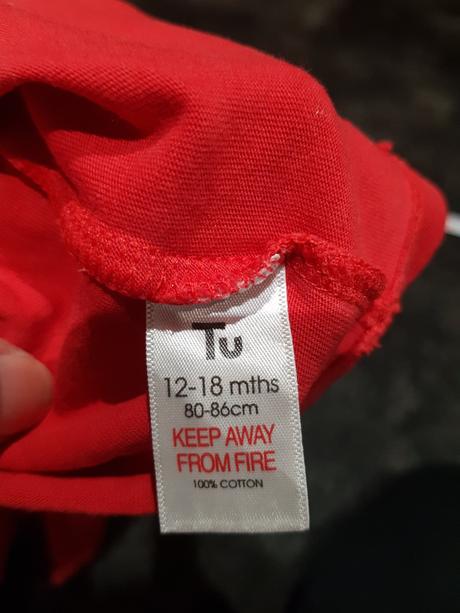 Tu
12-18 mths
80-86cm
KEEP AWAY
FROM FIRE
100% COTTON